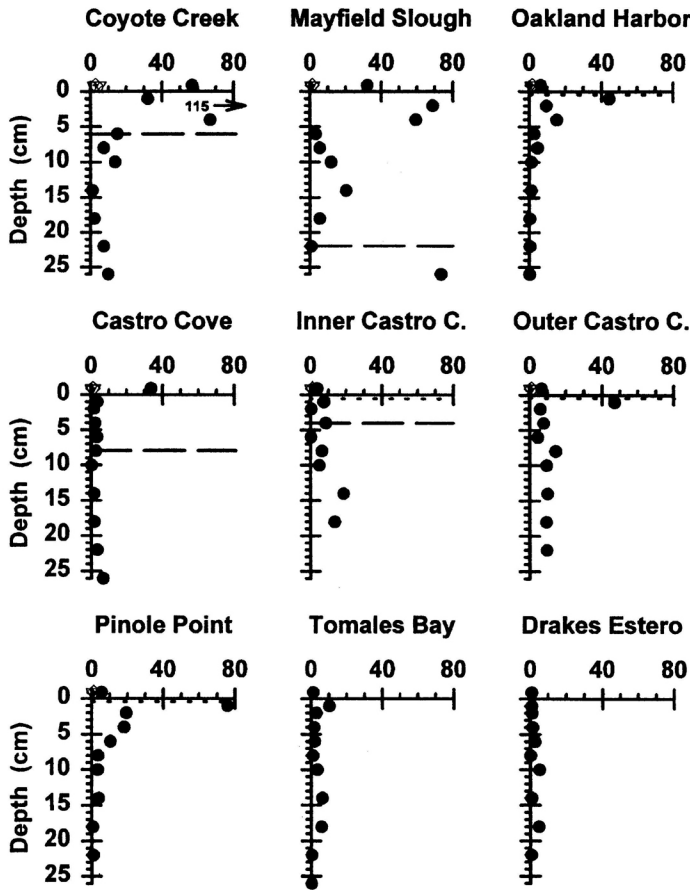 Coyote Creek Mayfield Slough Oakland Harbor
0 40 80 0 40 80 0 40 80
0
115
5
10
15
20
25
Depth (cm)
Castro Cove Inner Castro C. Outer Castro C.
0 40 80 0 40 80 0 40 80
0
5
10
15
20
25
Depth (cm)
Pinole Point Tomales Bay Drakes Estero
0 40 80 0 40 80 0 40 80
0
5
10
15
20
25
Depth (cm)